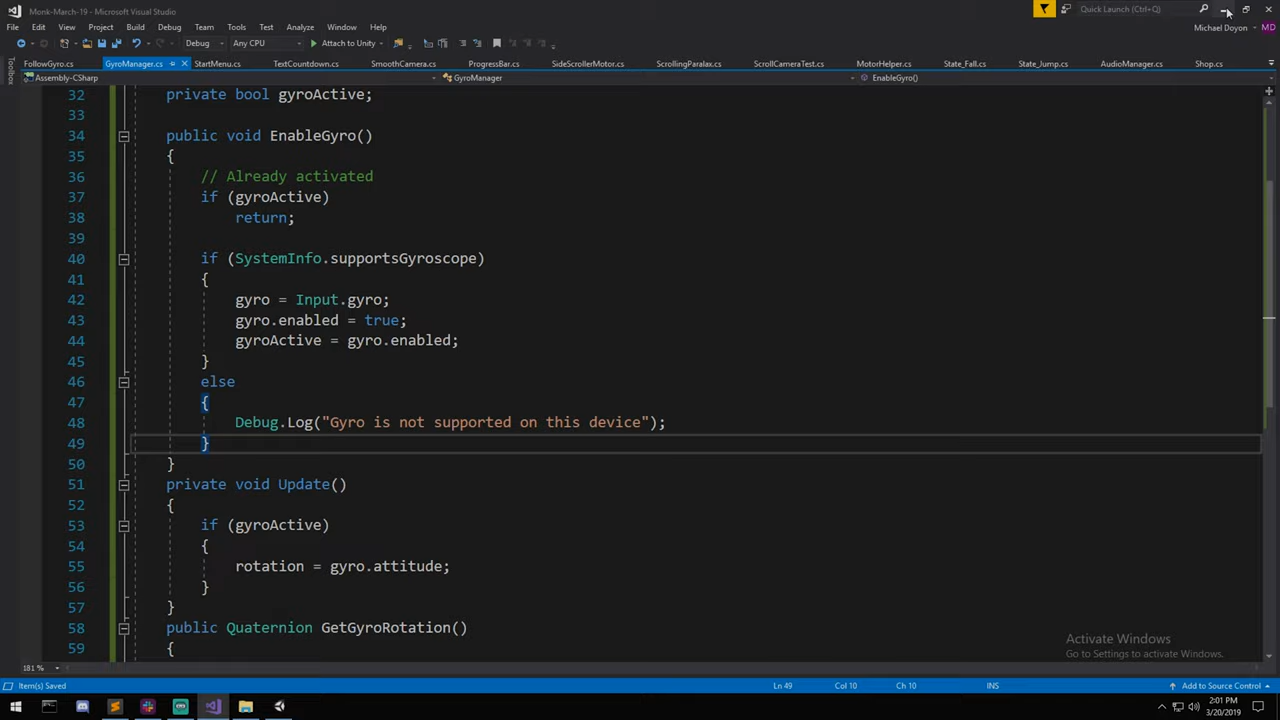 Monk-March-19 - Microsoft Visual Studio
Quick Launch (Ctrl+Q)
File Edit View Project Build Debug Team Tools Test Analyze Window Help
Michael Doyon MD
Debug Any CPU Attach to Unity
FollowGyro.cs GyroManager.cs StartMenu.cs TextCountdown.cs SmoothCamera.cs ProgressBar.cs SideScrollerMotor.cs ScrollingParalax.cs ScrollCameraTest.cs MotorHelper.cs State_Fall.cs State_Jump.cs AudioManager.cs Shop.cs
Toolbox
Assembly-CSharp GyroManager EnableGyro()
32 private bool gyroActive;
33
34 public void EnableGyro()
35 {
36 // Already activated
37 if (gyroActive)
38 return;
39
40 if (SystemInfo.supportsGyroscope)
41 {
42 gyro = Input.gyro;
43 gyro.enabled = true;
44 gyroActive = gyro.enabled;
45 }
46 else
47 {
48 Debug.Log("Gyro is not supported on this device");
49 }
50 }
51 private void Update()
52 {
53 if (gyroActive)
54 {
55 rotation = gyro.attitude;
56 }
57 }
58 public Quaternion GetGyroRotation()
59 {
Activate Windows
Go to Settings to activate Windows.
181 %
Item(s) Saved Ln 49 Col 10 Ch 10 INS Add to Source Control
2:01 PM
3/20/2019